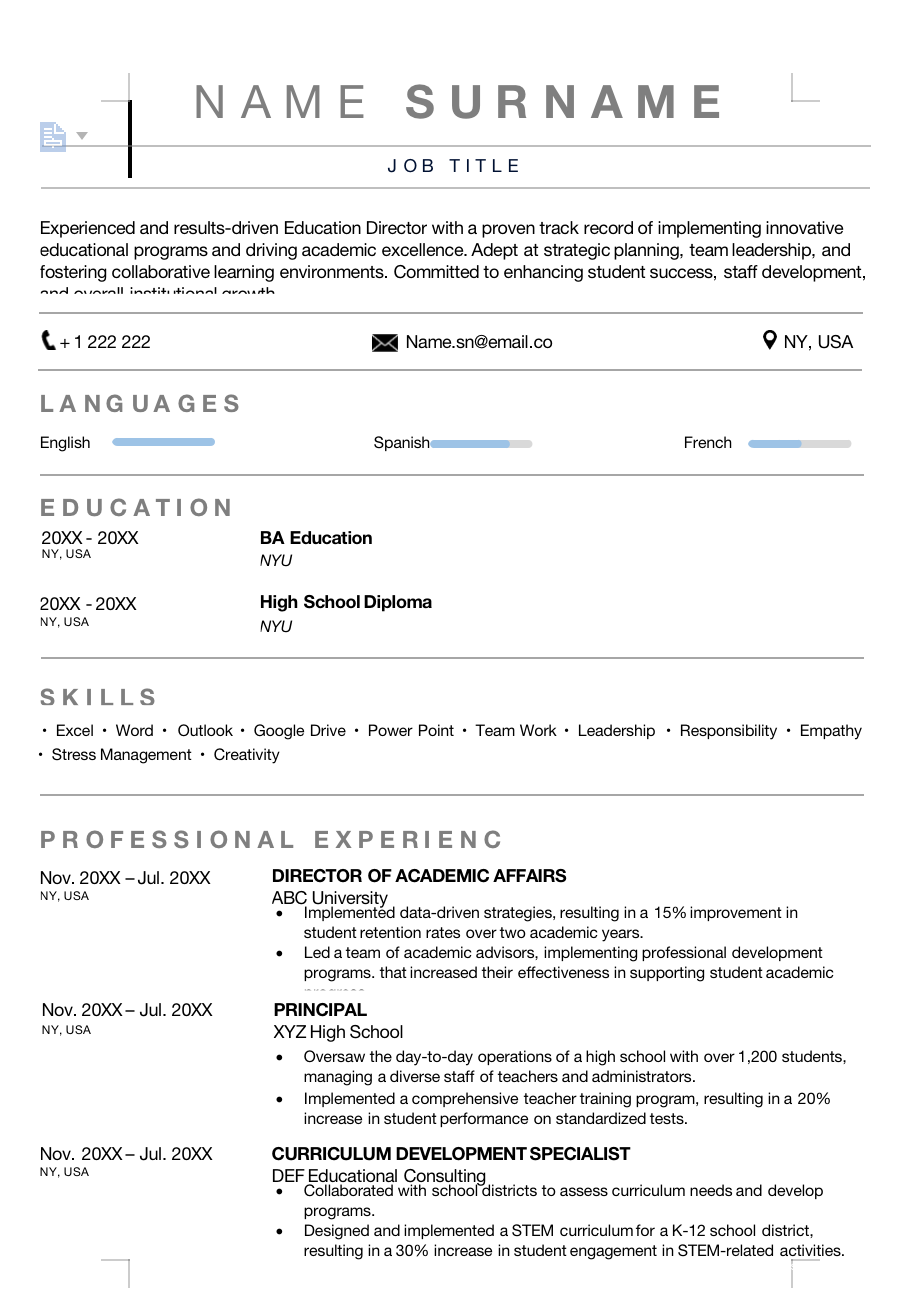 NAME SURNAME
JOB TITLE
Experienced and results-driven Education Director with a proven track record of implementing innovative
educational programs and driving academic excellence. Adept at strategic planning, team leadership, and
fostering collaborative learning environments. Committed to enhancing student success, staff development,
and overall institutional growth.
+ 1 222 222
Name.sn@email.co
NY, USA
LANGUAGES
English
Spanish
French
EDUCATION
20XX - 20XX
BA Education
NY, USA
NYU
20XX - 20XX
High School Diploma
NY, USA
NYU
SKILLS
• Excel • Word • Outlook • Google Drive • Power Point • Team Work • Leadership • Responsibility • Empathy
• Stress Management • Creativity
PROFESSIONAL EXPERIENC
Nov. 20XX – Jul. 20XX
DIRECTOR OF ACADEMIC AFFAIRS
NY, USA
ABC University
• Implemented data-driven strategies, resulting in a 15% improvement in
student retention rates over two academic years.
• Led a team of academic advisors, implementing professional development
programs. that increased their effectiveness in supporting student academic
Nov. 20XX – Jul. 20XX
PRINCIPAL
NY, USA
XYZ High School
• Oversaw the day-to-day operations of a high school with over 1,200 students,
managing a diverse staff of teachers and administrators.
• Implemented a comprehensive teacher training program, resulting in a 20%
increase in student performance on standardized tests.
Nov. 20XX – Jul. 20XX
CURRICULUM DEVELOPMENT SPECIALIST
NY, USA
DEF Educational Consulting
• Collaborated with school districts to assess curriculum needs and develop
programs.
• Designed and implemented a STEM curriculum for a K-12 school district,
resulting in a 30% increase in student engagement in STEM-related activities.